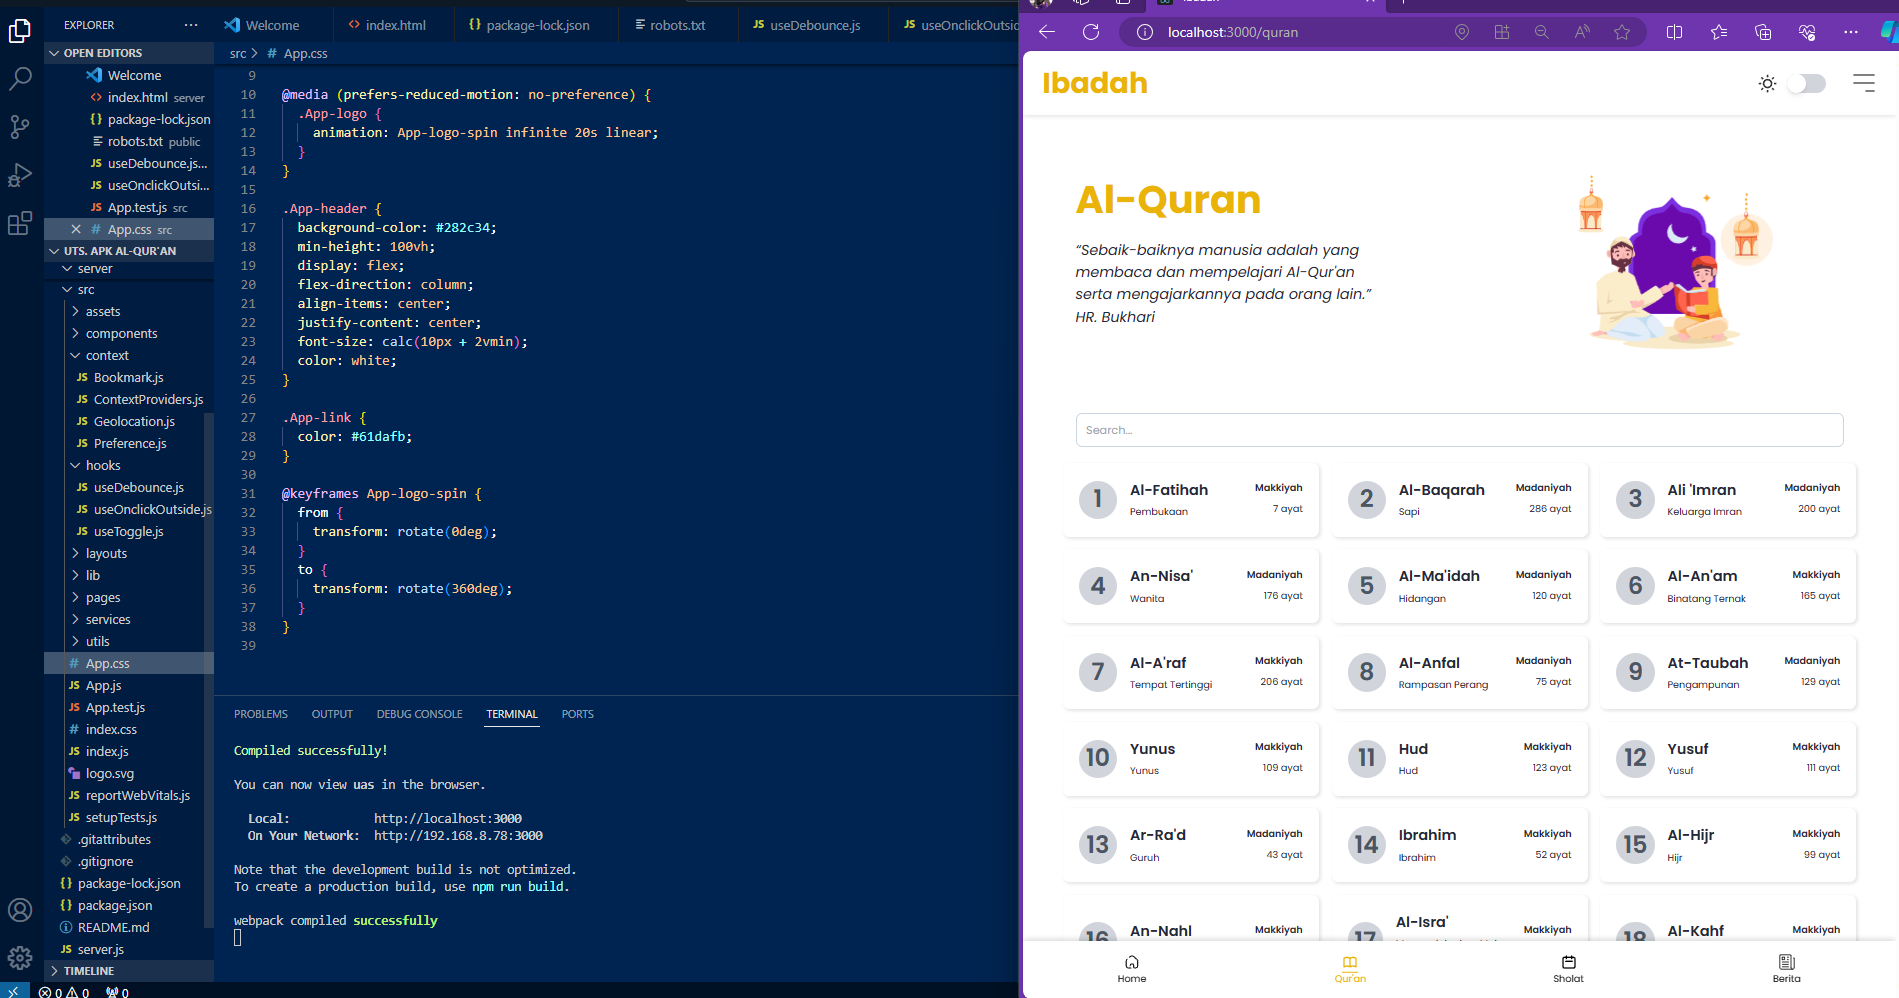 EXPLORER
OPEN EDITORS
Welcome
index.html server
package-lock.json
robots.txt public
useDebounce.js...
useOnclickOutsi...
App.test.js src
App.css src
UTS. APK AL-QUR'AN
server
src
assets
components
context
Bookmark.js
ContextProviders.js
Geolocation.js
Preference.js
hooks
useDebounce.js
useOnclickOutside.js
useToggle.js
layouts
lib
pages
services
utils
App.css
App.js
App.test.js
index.css
index.js
logo.svg
reportWebVitals.js
setupTests.js
.gitattributes
.gitignore
package-lock.json
package.json
README.md
server.js
TIMELINE
0 0 0
Welcome index.html package-lock.json robots.txt useDebounce.js useOnclickOutsid
src > # App.css
9
10 @media (prefers-reduced-motion: no-preference) {
11 .App-logo {
12 animation: App-logo-spin infinite 20s linear;
13 }
14 }
15
16 .App-header {
17 background-color: #282c34;
18 min-height: 100vh;
19 display: flex;
20 flex-direction: column;
21 align-items: center;
22 justify-content: center;
23 font-size: calc(10px + 2vmin);
24 color: white;
25 }
26
27 .App-link {
28 color: #61dafb;
29 }
30
31 @keyframes App-logo-spin {
32 from {
33 transform: rotate(0deg);
34 }
35 to {
36 transform: rotate(360deg);
37 }
38 }
39
PROBLEMS OUTPUT DEBUG CONSOLE TERMINAL PORTS
Compiled successfully!
You can now view uas in the browser.
Local: http://localhost:3000
On Your Network: http://192.168.8.78:3000
Note that the development build is not optimized.
To create a production build, use npm run build.
webpack compiled successfully
localhost:3000/quran
Ibadah
Al-Quran
“Sebaik-baiknya manusia adalah yang
membaca dan mempelajari Al-Qur'an
serta mengajarkannya pada orang lain.”
HR. Bukhari
Search...
1 Al-Fatihah Makkiyah
Pembukaan 7 ayat
2 Al-Baqarah Madaniyah
Sapi 286 ayat
3 Ali 'Imran Madaniyah
Keluarga Imran 200 ayat
4 An-Nisa' Madaniyah
Wanita 176 ayat
5 Al-Ma'idah Madaniyah
Hidangan 120 ayat
6 Al-An'am Makkiyah
Binatang Ternak 165 ayat
7 Al-A'raf Makkiyah
Tempat Tertinggi 206 ayat
8 Al-Anfal Madaniyah
Rampasan Perang 75 ayat
9 At-Taubah Madaniyah
Pengampunan 129 ayat
10 Yunus Makkiyah
Yunus 109 ayat
11 Hud Makkiyah
Hud 123 ayat
12 Yusuf Makkiyah
Yusuf 111 ayat
13 Ar-Ra'd Madaniyah
Guruh 43 ayat
14 Ibrahim Makkiyah
Ibrahim 52 ayat
15 Al-Hijr Makkiyah
Hijr 99 ayat
16 An-Nahl Makkiyah
17 Al-Isra' Makkiyah
18 Al-Kahf Makkiyah
Home Qur'an Sholat Berita